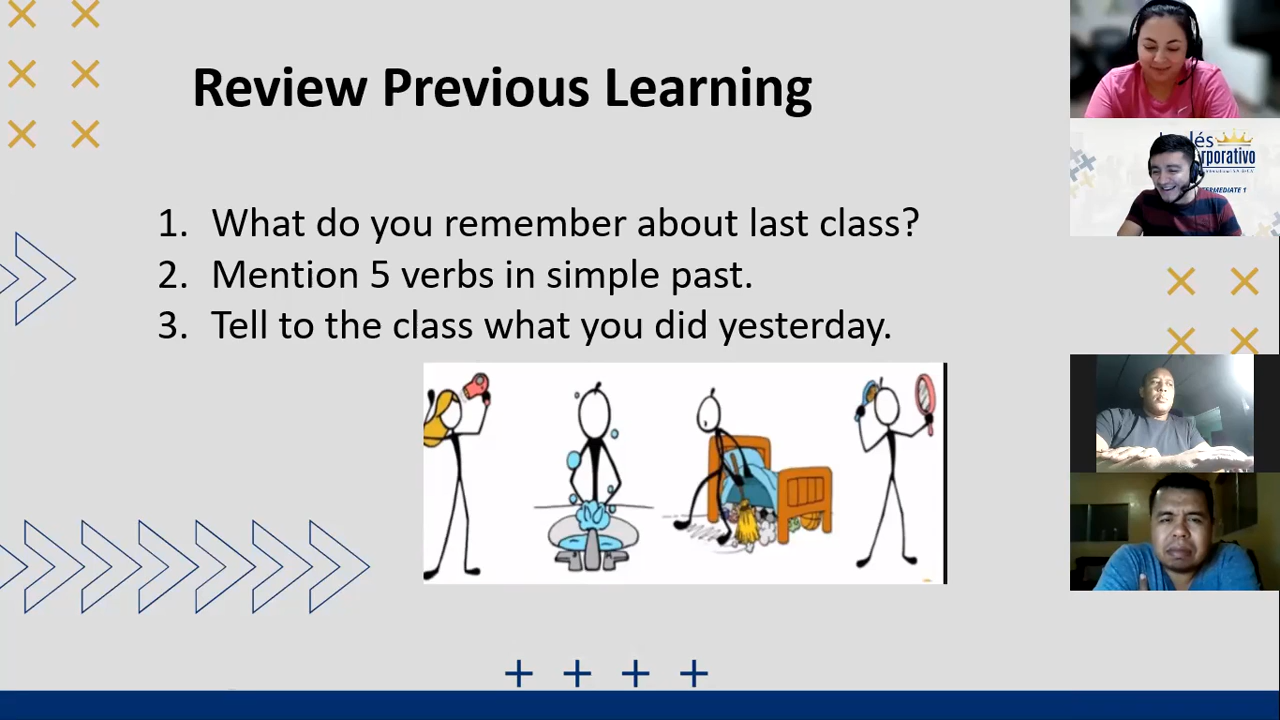 Review Previous Learning
1. What do you remember about last class?
2. Mention 5 verbs in simple past.
3. Tell to the class what you did yesterday.